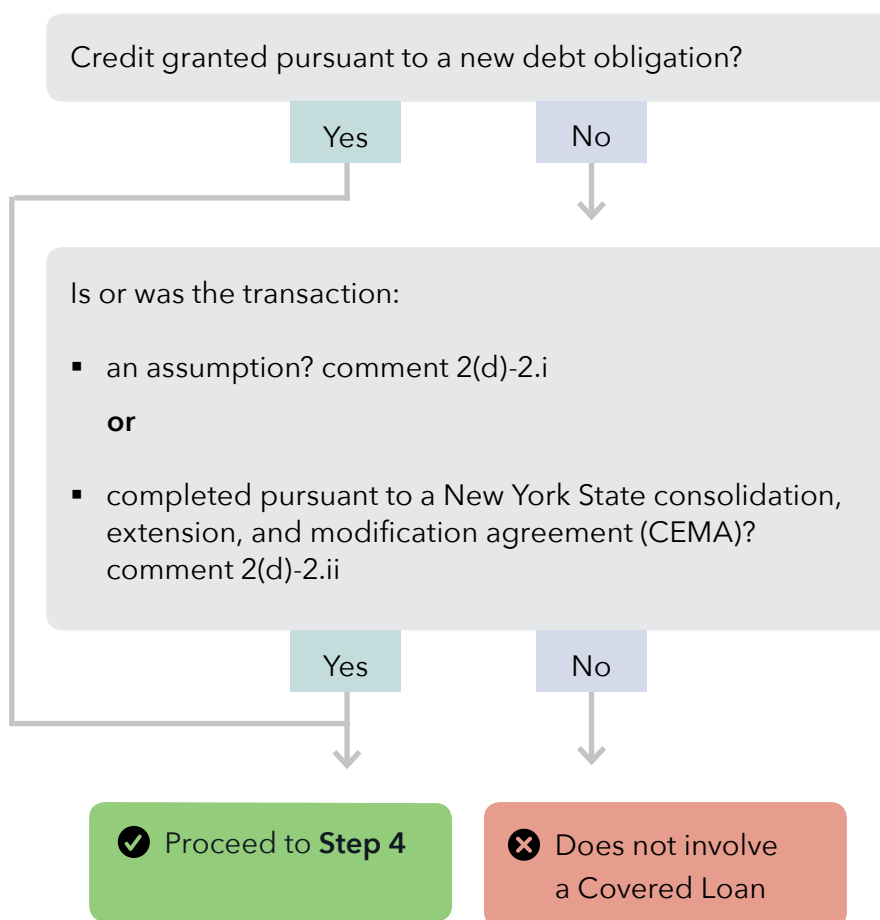 Credit granted pursuant to a new debt obligation?
Yes
No
Is or was the transaction:
▪ an assumption? comment 2(d)-2.i
or
▪ completed pursuant to a New York State consolidation,
extension, and modification agreement (CEMA)?
comment 2(d)-2.ii
Yes
No
Proceed to Step 4
Does not involve
a Covered Loan